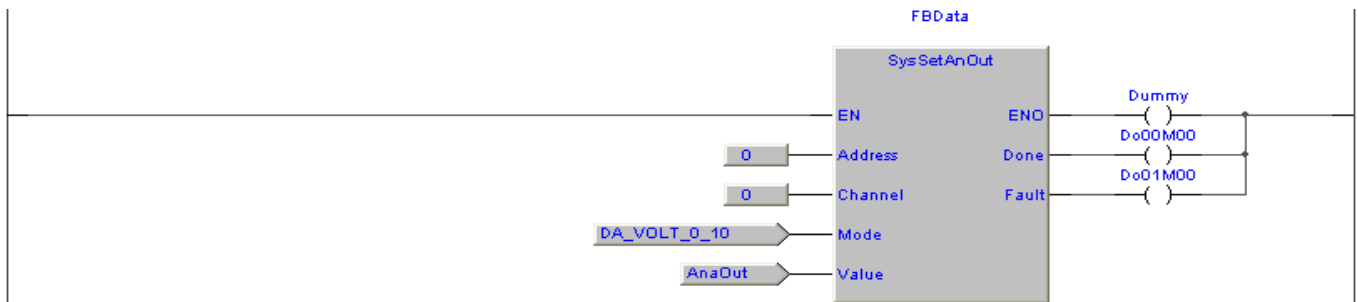 FBData
SysSetAnOut
Dummy
EN ENO
Do00M00
0 Address Done
Do01M00
0 Channel Fault
DA_VOLT_0_10 Mode
AnaOut Value